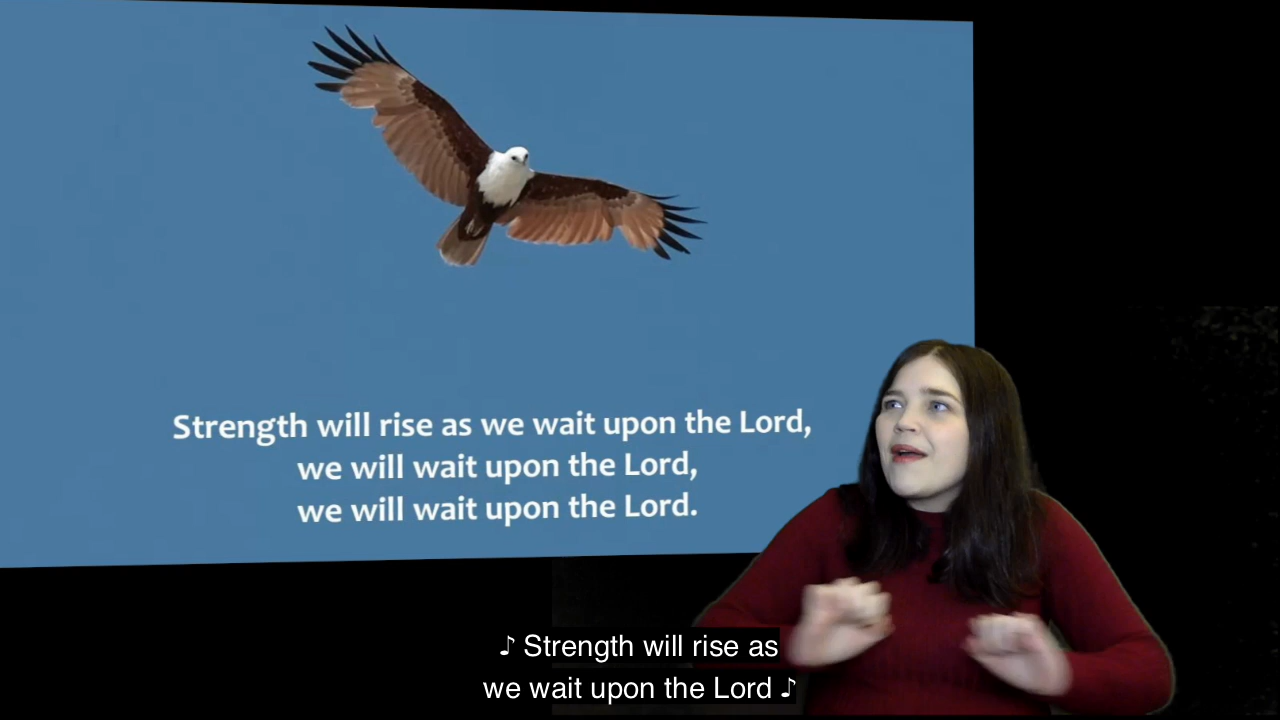 Strength will rise as we wait upon the Lord,
we will wait upon the Lord,
we will wait upon the Lord.
♪ Strength will rise as
we wait upon the Lord ♪